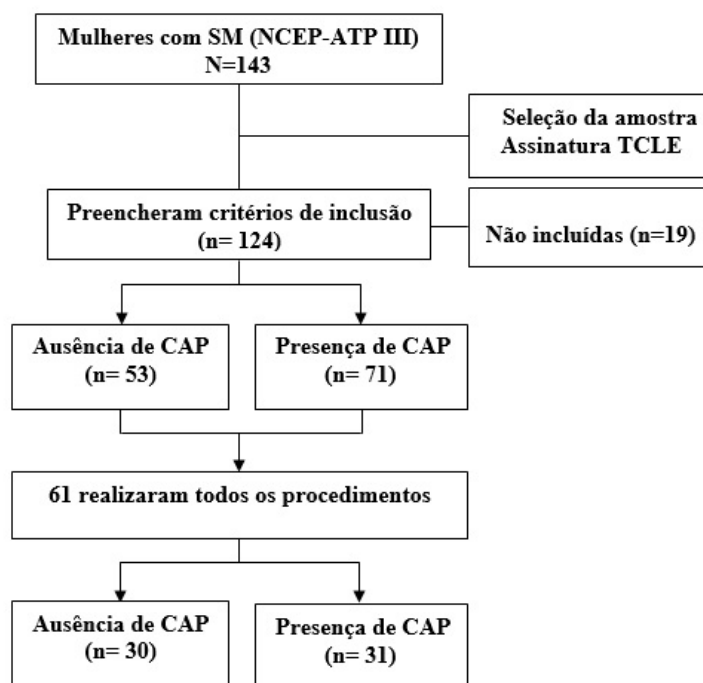 Mulheres com SM (NCEP-ATP III)
N=143
Seleção da amostra
Assinatura TCLE
Preencheram critérios de inclusão
(n= 124)
Não incluídas (n=19)
Ausência de CAP
(n= 53)
Presença de CAP
(n= 71)
61 realizaram todos os procedimentos
Ausência de CAP
(n= 30)
Presença de CAP
(n= 31)